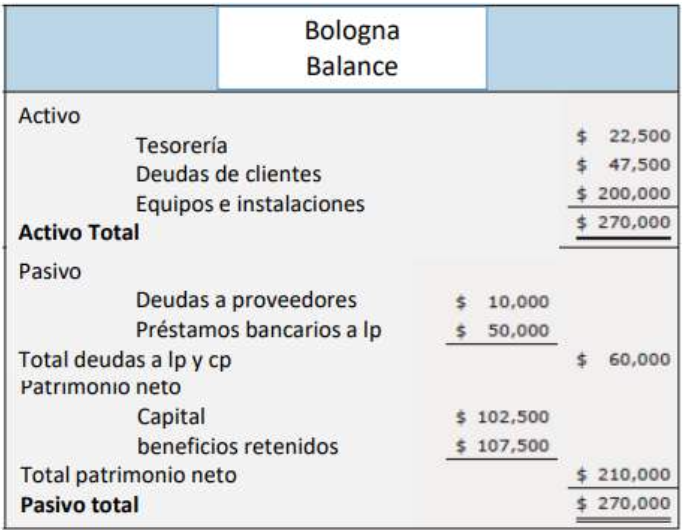 Bologna
Balance
Activo
Tesorería $ 22,500
Deudas de clientes $ 47,500
Equipos e instalaciones $ 200,000
Activo Total $ 270,000
Pasivo
Deudas a proveedores $ 10,000
Préstamos bancarios a lp $ 50,000
Total deudas a lp y cp $ 60,000
Patrimonio neto
Capital $ 102,500
beneficios retenidos $ 107,500
Total patrimonio neto $ 210,000
Pasivo total $ 270,000